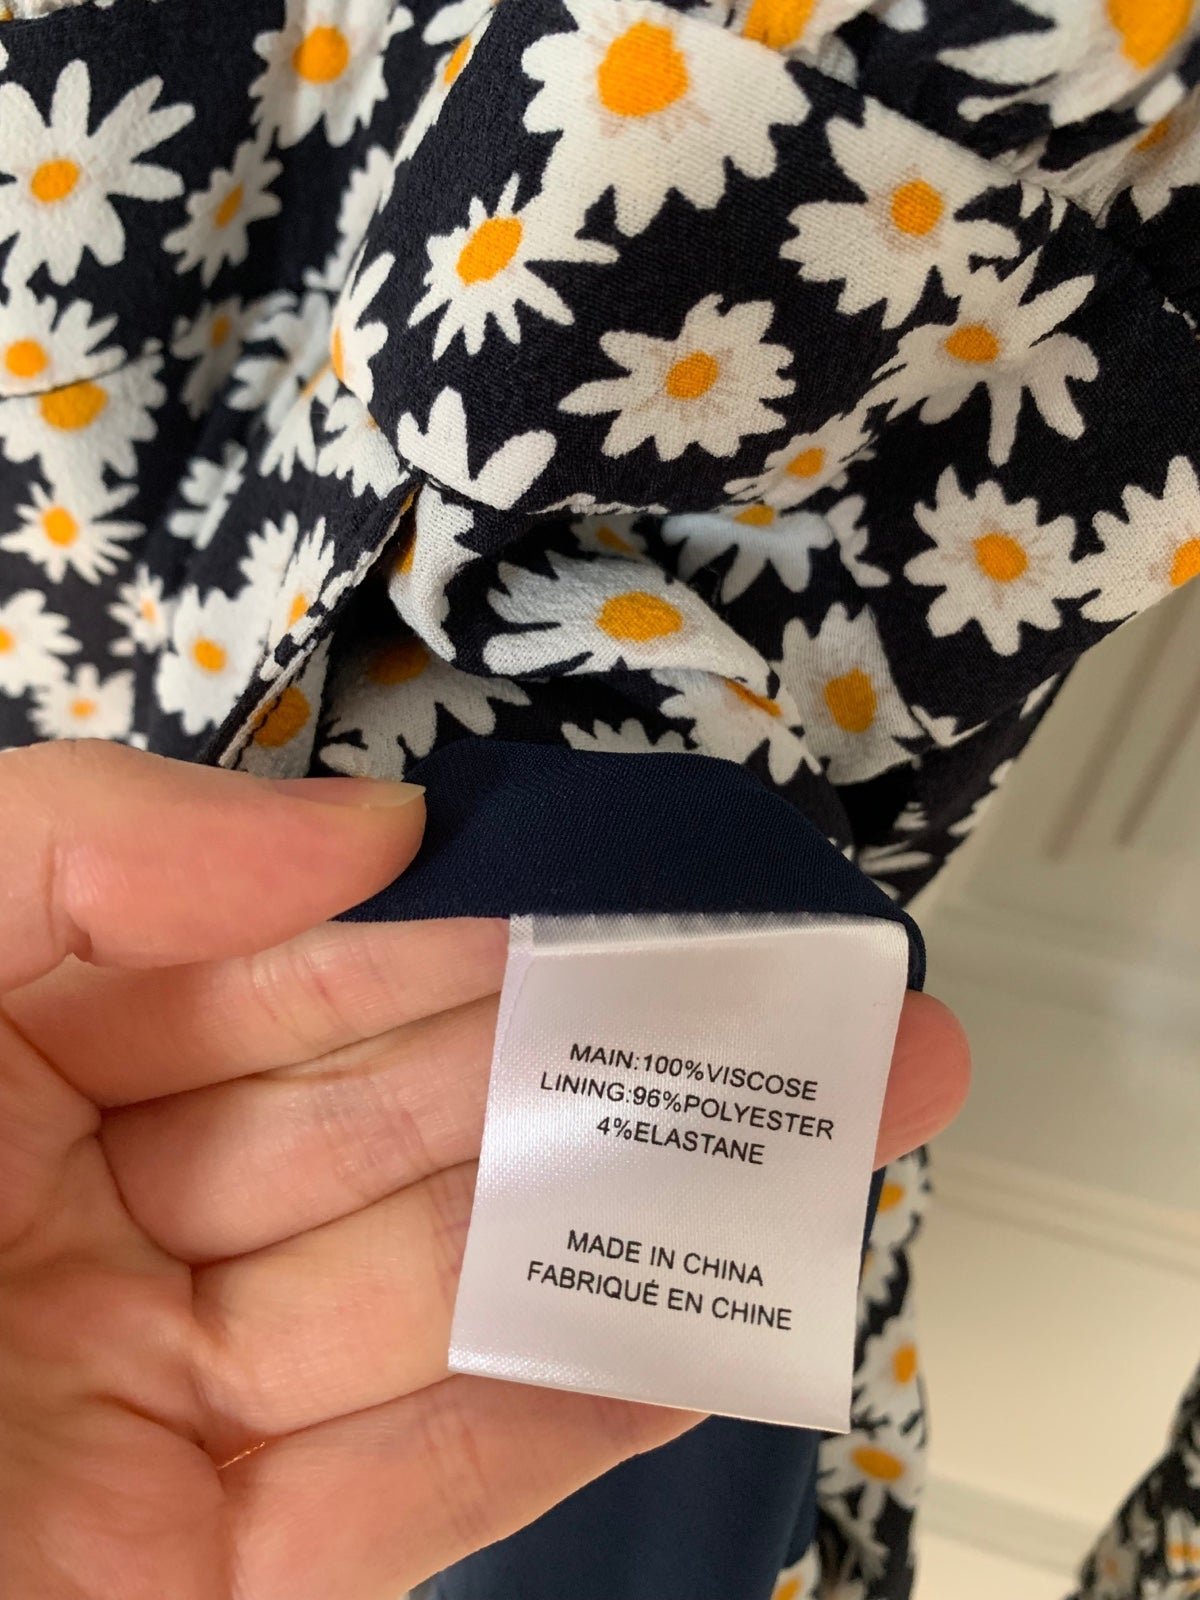 MAIN:100%VISCOSE
LINING:96%POLYESTER
4%ELASTANE
MADE IN CHINA
FABRIQUÉ EN CHINE